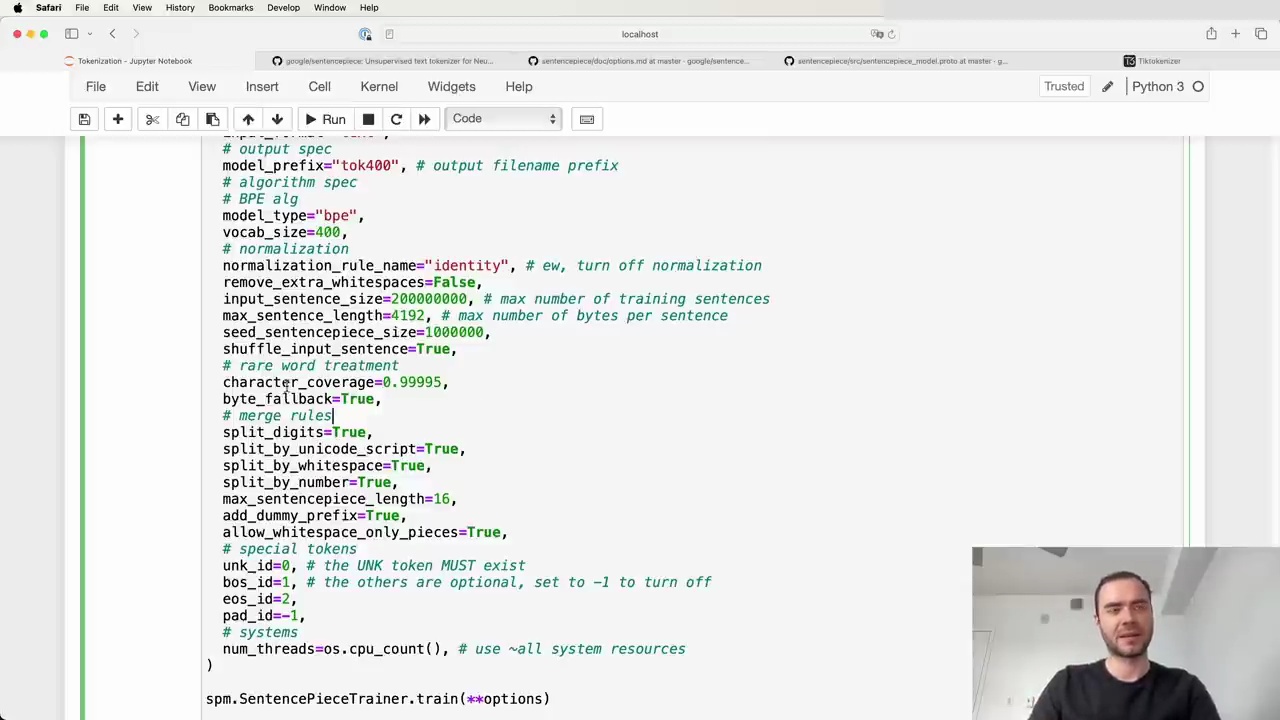 Safari File Edit View History Bookmarks Develop Window Help
localhost
Tokenization - Jupyter Notebook
google/sentencepiece: Unsupervised text tokenizer for Neu...
sentencepiece/doc/options.md at master · google/sentence...
sentencepiece/src/sentencepiece_model.proto at master · g...
Tiktokenizer
File Edit View Insert Cell Kernel Widgets Help Trusted Python 3
Run Code
# output spec
model_prefix="tok400", # output filename prefix
# algorithm spec
# BPE alg
model_type="bpe",
vocab_size=400,
# normalization
normalization_rule_name="identity", # ew, turn off normalization
remove_extra_whitespaces=False,
input_sentence_size=200000000, # max number of training sentences
max_sentence_length=4192, # max number of bytes per sentence
seed_sentencepiece_size=1000000,
shuffle_input_sentence=True,
# rare word treatment
character_coverage=0.99995,
byte_fallback=True,
# merge rules
split_digits=True,
split_by_unicode_script=True,
split_by_whitespace=True,
split_by_number=True,
max_sentencepiece_length=16,
add_dummy_prefix=True,
allow_whitespace_only_pieces=True,
# special tokens
unk_id=0, # the UNK token MUST exist
bos_id=1, # the others are optional, set to -1 to turn off
eos_id=2,
pad_id=-1,
# systems
num_threads=os.cpu_count(), # use ~all system resources
)
spm.SentencePieceTrainer.train(**options)